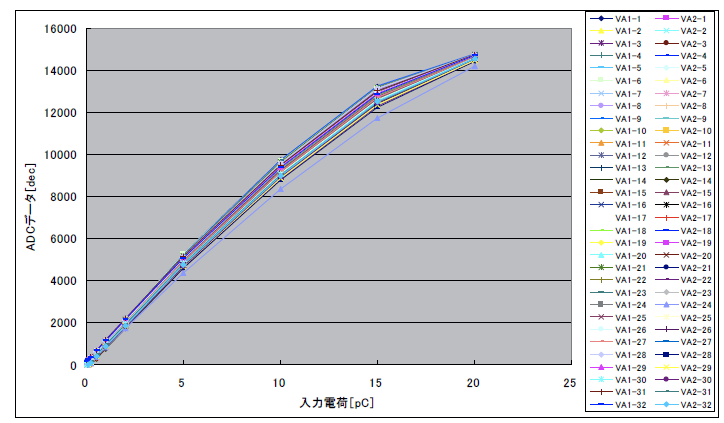 16000
14000
12000
10000
8000
6000
4000
2000
0
ADCデータ[dec]
0 5 10 15 20 25
入力電荷[pC]
VA1-1 VA2-1
VA1-2 VA2-2
VA1-3 VA2-3
VA1-4 VA2-4
VA1-5 VA2-5
VA1-6 VA2-6
VA1-7 VA2-7
VA1-8 VA2-8
VA1-9 VA2-9
VA1-10 VA2-10
VA1-11 VA2-11
VA1-12 VA2-12
VA1-13 VA2-13
VA1-14 VA2-14
VA1-15 VA2-15
VA1-16 VA2-16
VA1-17 VA2-17
VA1-18 VA2-18
VA1-19 VA2-19
VA1-20 VA2-20
VA1-21 VA2-21
VA1-22 VA2-22
VA1-23 VA2-23
VA1-24 VA2-24
VA1-25 VA2-25
VA1-26 VA2-26
VA1-27 VA2-27
VA1-28 VA2-28
VA1-29 VA2-29
VA1-30 VA2-30
VA1-31 VA2-31
VA1-32 VA2-32